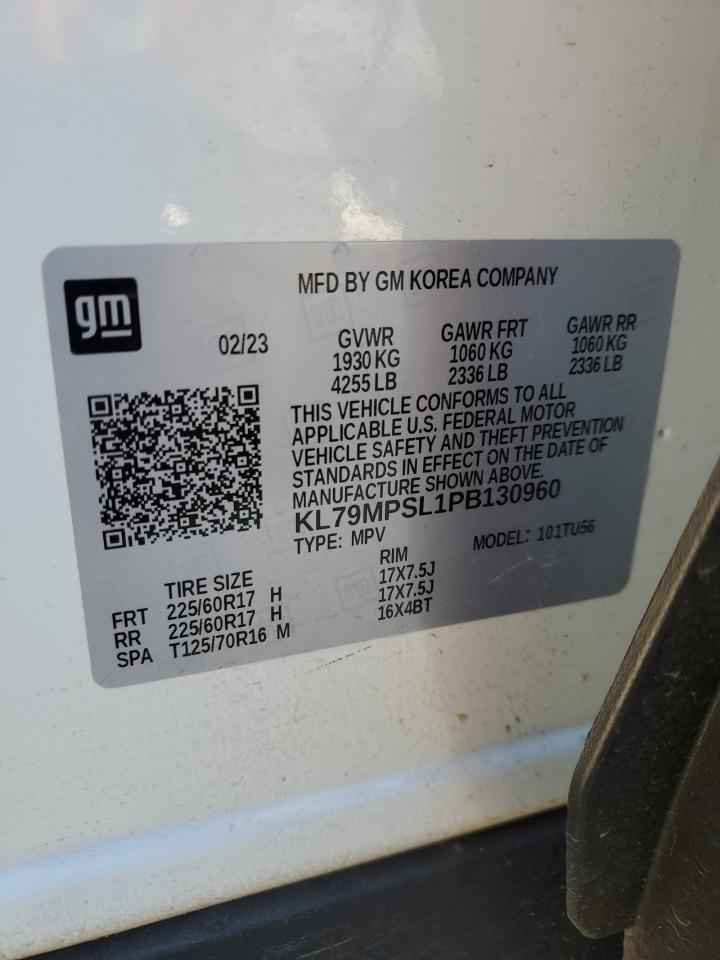 gm
MFD BY GM KOREA COMPANY
02/23
GVWR
1930 KG
4255 LB
GAWR FRT
1060 KG
2336 LB
GAWR RR
1060 KG
2336 LB
THIS VEHICLE CONFORMS TO ALL
APPLICABLE U.S. FEDERAL MOTOR
VEHICLE SAFETY AND THEFT PREVENTION
STANDARDS IN EFFECT ON THE DATE OF
MANUFACTURE SHOWN ABOVE.
KL79MPSL1PB130960
TYPE: MPV
MODEL: 101TU56
TIRE SIZE RIM
FRT 225/60R17 H 17X7.5J
RR 225/60R17 H 17X7.5J
SPA T125/70R16 M 16X4BT